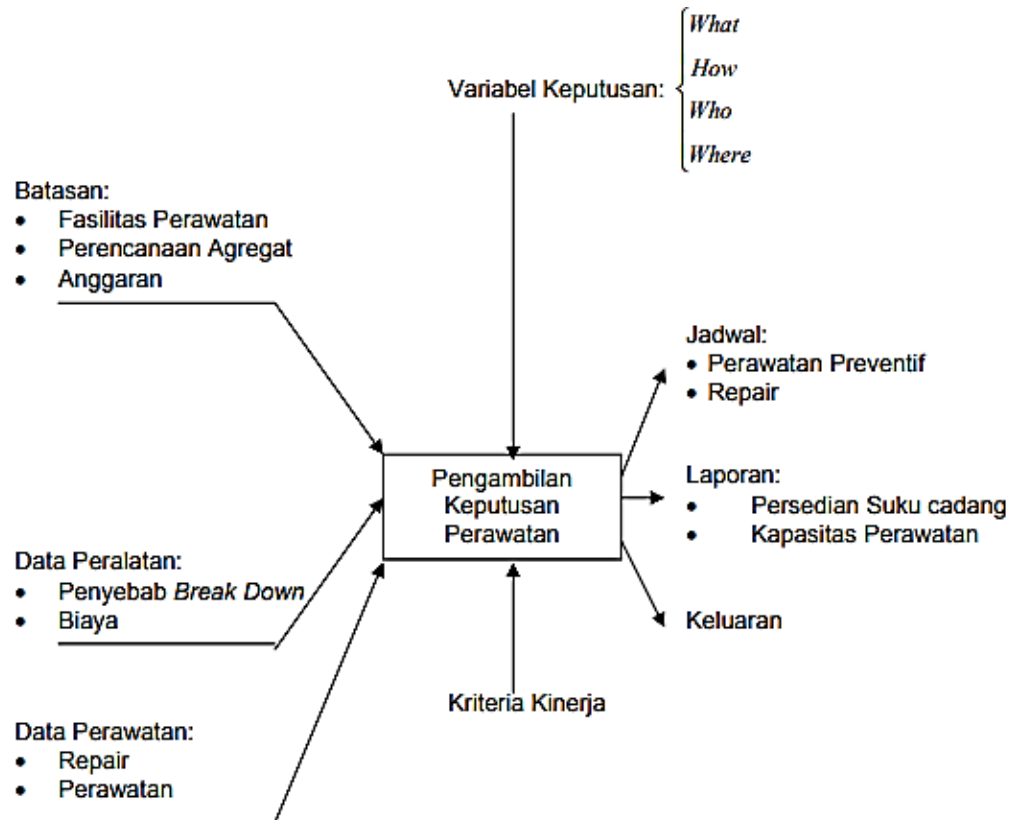 Variabel Keputusan:
What
How
Who
Where
Batasan:
• Fasilitas Perawatan
• Perencanaan Agregat
• Anggaran
Jadwal:
• Perawatan Preventif
• Repair
Pengambilan
Keputusan
Perawatan
Laporan:
• Persedian Suku cadang
• Kapasitas Perawatan
Data Peralatan:
• Penyebab Break Down
• Biaya
Keluaran
Kriteria Kinerja
Data Perawatan:
• Repair
• Perawatan